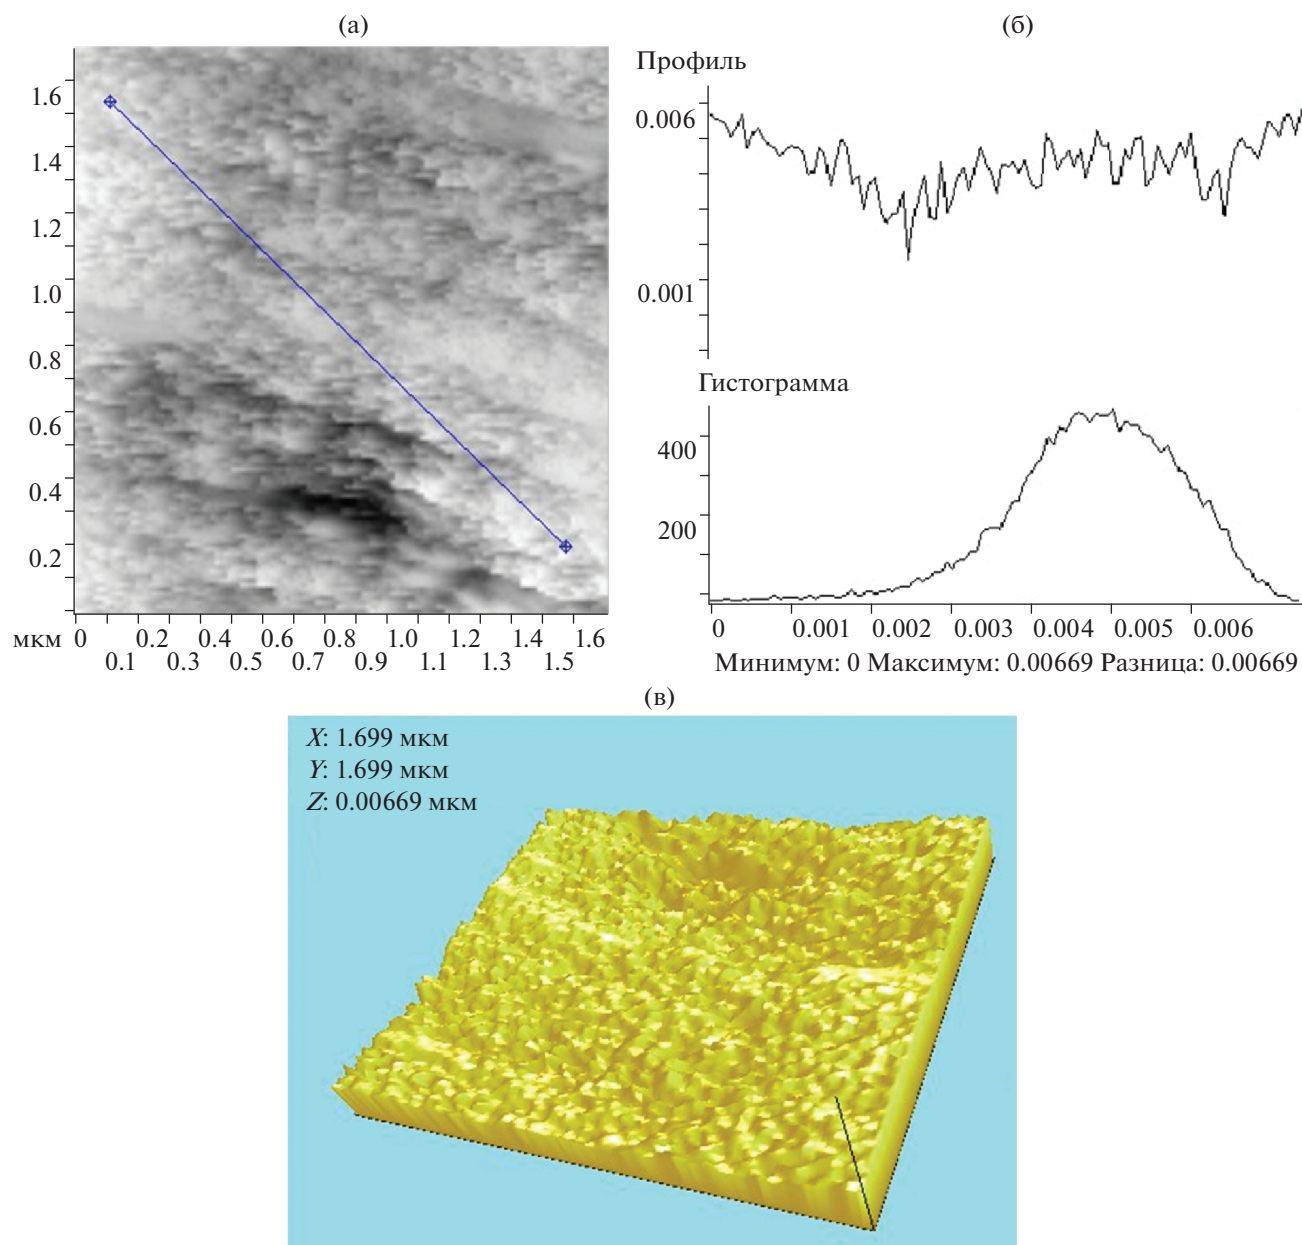 (а)
1.6
1.4
1.2
1.0
0.8
0.6
0.4
0.2
мкм 0 0.2 0.4 0.6 0.8 1.0 1.2 1.4 1.6
0.1 0.3 0.5 0.7 0.9 1.1 1.3 1.5
(б)
Профиль
0.006
0.001
Гистограмма
400
200
0 0.001 0.002 0.003 0.004 0.005 0.006
Минимум: 0 Максимум: 0.00669 Разница: 0.00669
(в)
X: 1.699 мкм
Y: 1.699 мкм
Z: 0.00669 мкм